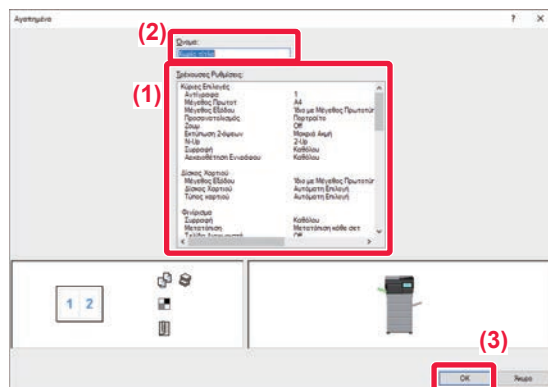 Αγαπημένα
? X
(2)
Όνομα:
(1)
Τρέχουσες Ρυθμίσεις:
Κύριες Επιλογές
Αντίγραφα 1
Μέγεθος Πρωτοτ A4
Μέγεθος Εξόδου Ίδιο με Μέγεθος Πρωτοτύπ
Προσανατολισμός Πορτραίτο
Ζουμ Off
Εκτύπωση 2-όψεων Μακριά Ακμή
N-Up 2-Up
Συρραφή Καθόλου
Αρχειοθέτηση Εγγράφου Καθόλου
Δίσκος Χαρτιού
Μέγεθος Εξόδου Ίδιο με Μέγεθος Πρωτοτύπ
Δίσκος Χαρτιού Αυτόματη Επιλογή
Τύπος χαρτιού Αυτόματη Επιλογή
Φινίρισμα
Συρραφή Καθόλου
Μετατόπιση Μετατόπιση κάθε σετ
Off
1 2
(3)
OK Άκυρο